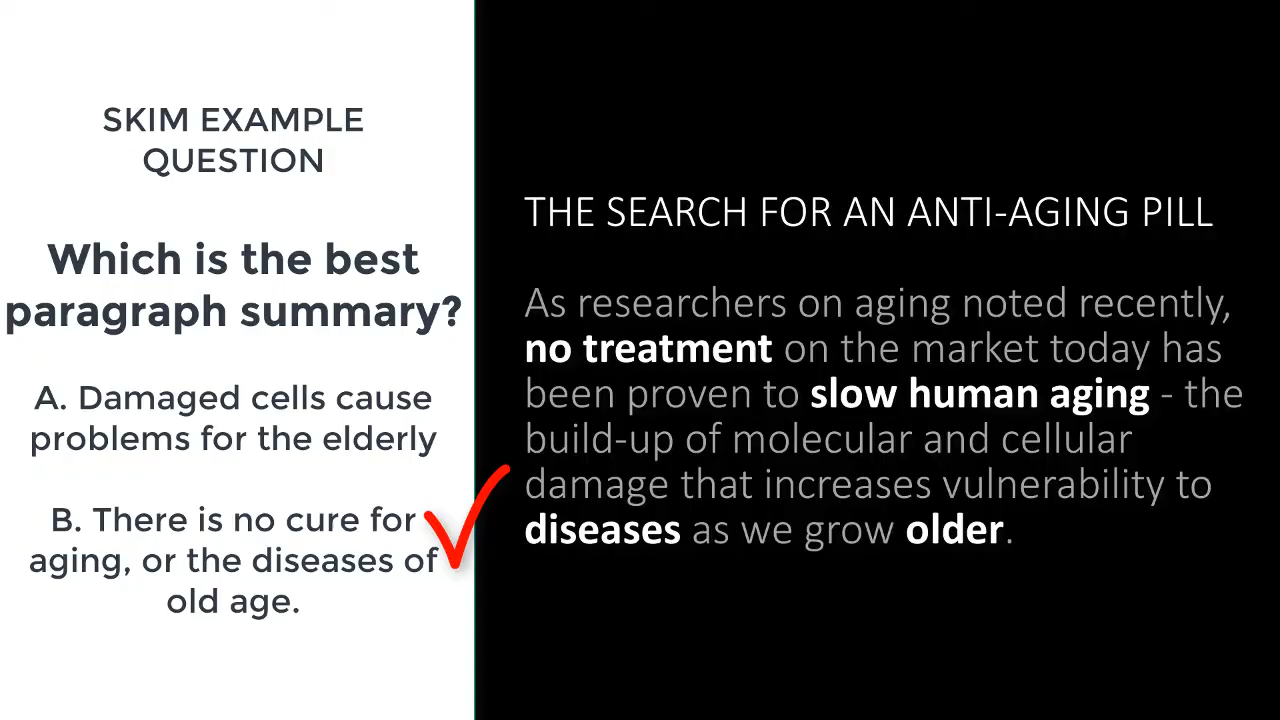 SKIM EXAMPLE
QUESTION
Which is the best
paragraph summary?
A. Damaged cells cause
problems for the elderly
B. There is no cure for
aging, or the diseases of
old age.
THE SEARCH FOR AN ANTI-AGING PILL
As researchers on aging noted recently,
no treatment on the market today has
been proven to slow human aging - the
build-up of molecular and cellular
damage that increases vulnerability to
diseases as we grow older.